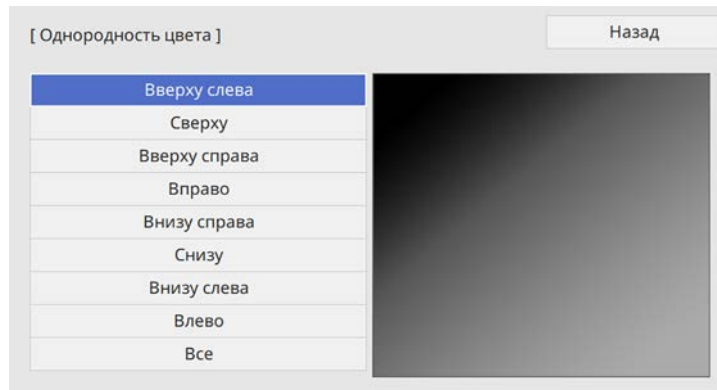 [ Однородность цвета ]
Назад
Вверху слева
Сверху
Вверху справа
Вправо
Внизу справа
Снизу
Внизу слева
Влево
Все